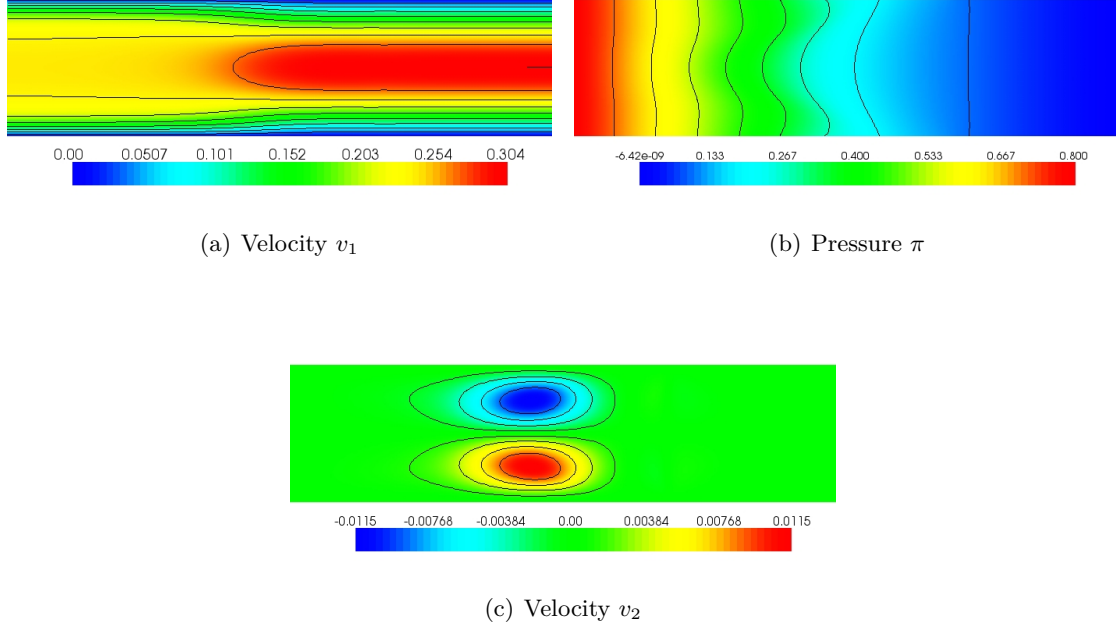 0.00 0.0507 0.101 0.152 0.203 0.254 0.304
(a) Velocity v₁
-6.42e-09 0.133 0.267 0.400 0.533 0.667 0.800
(b) Pressure π
-0.0115 -0.00768 -0.00384 0.00 0.00384 0.00768 0.0115
(c) Velocity v₂